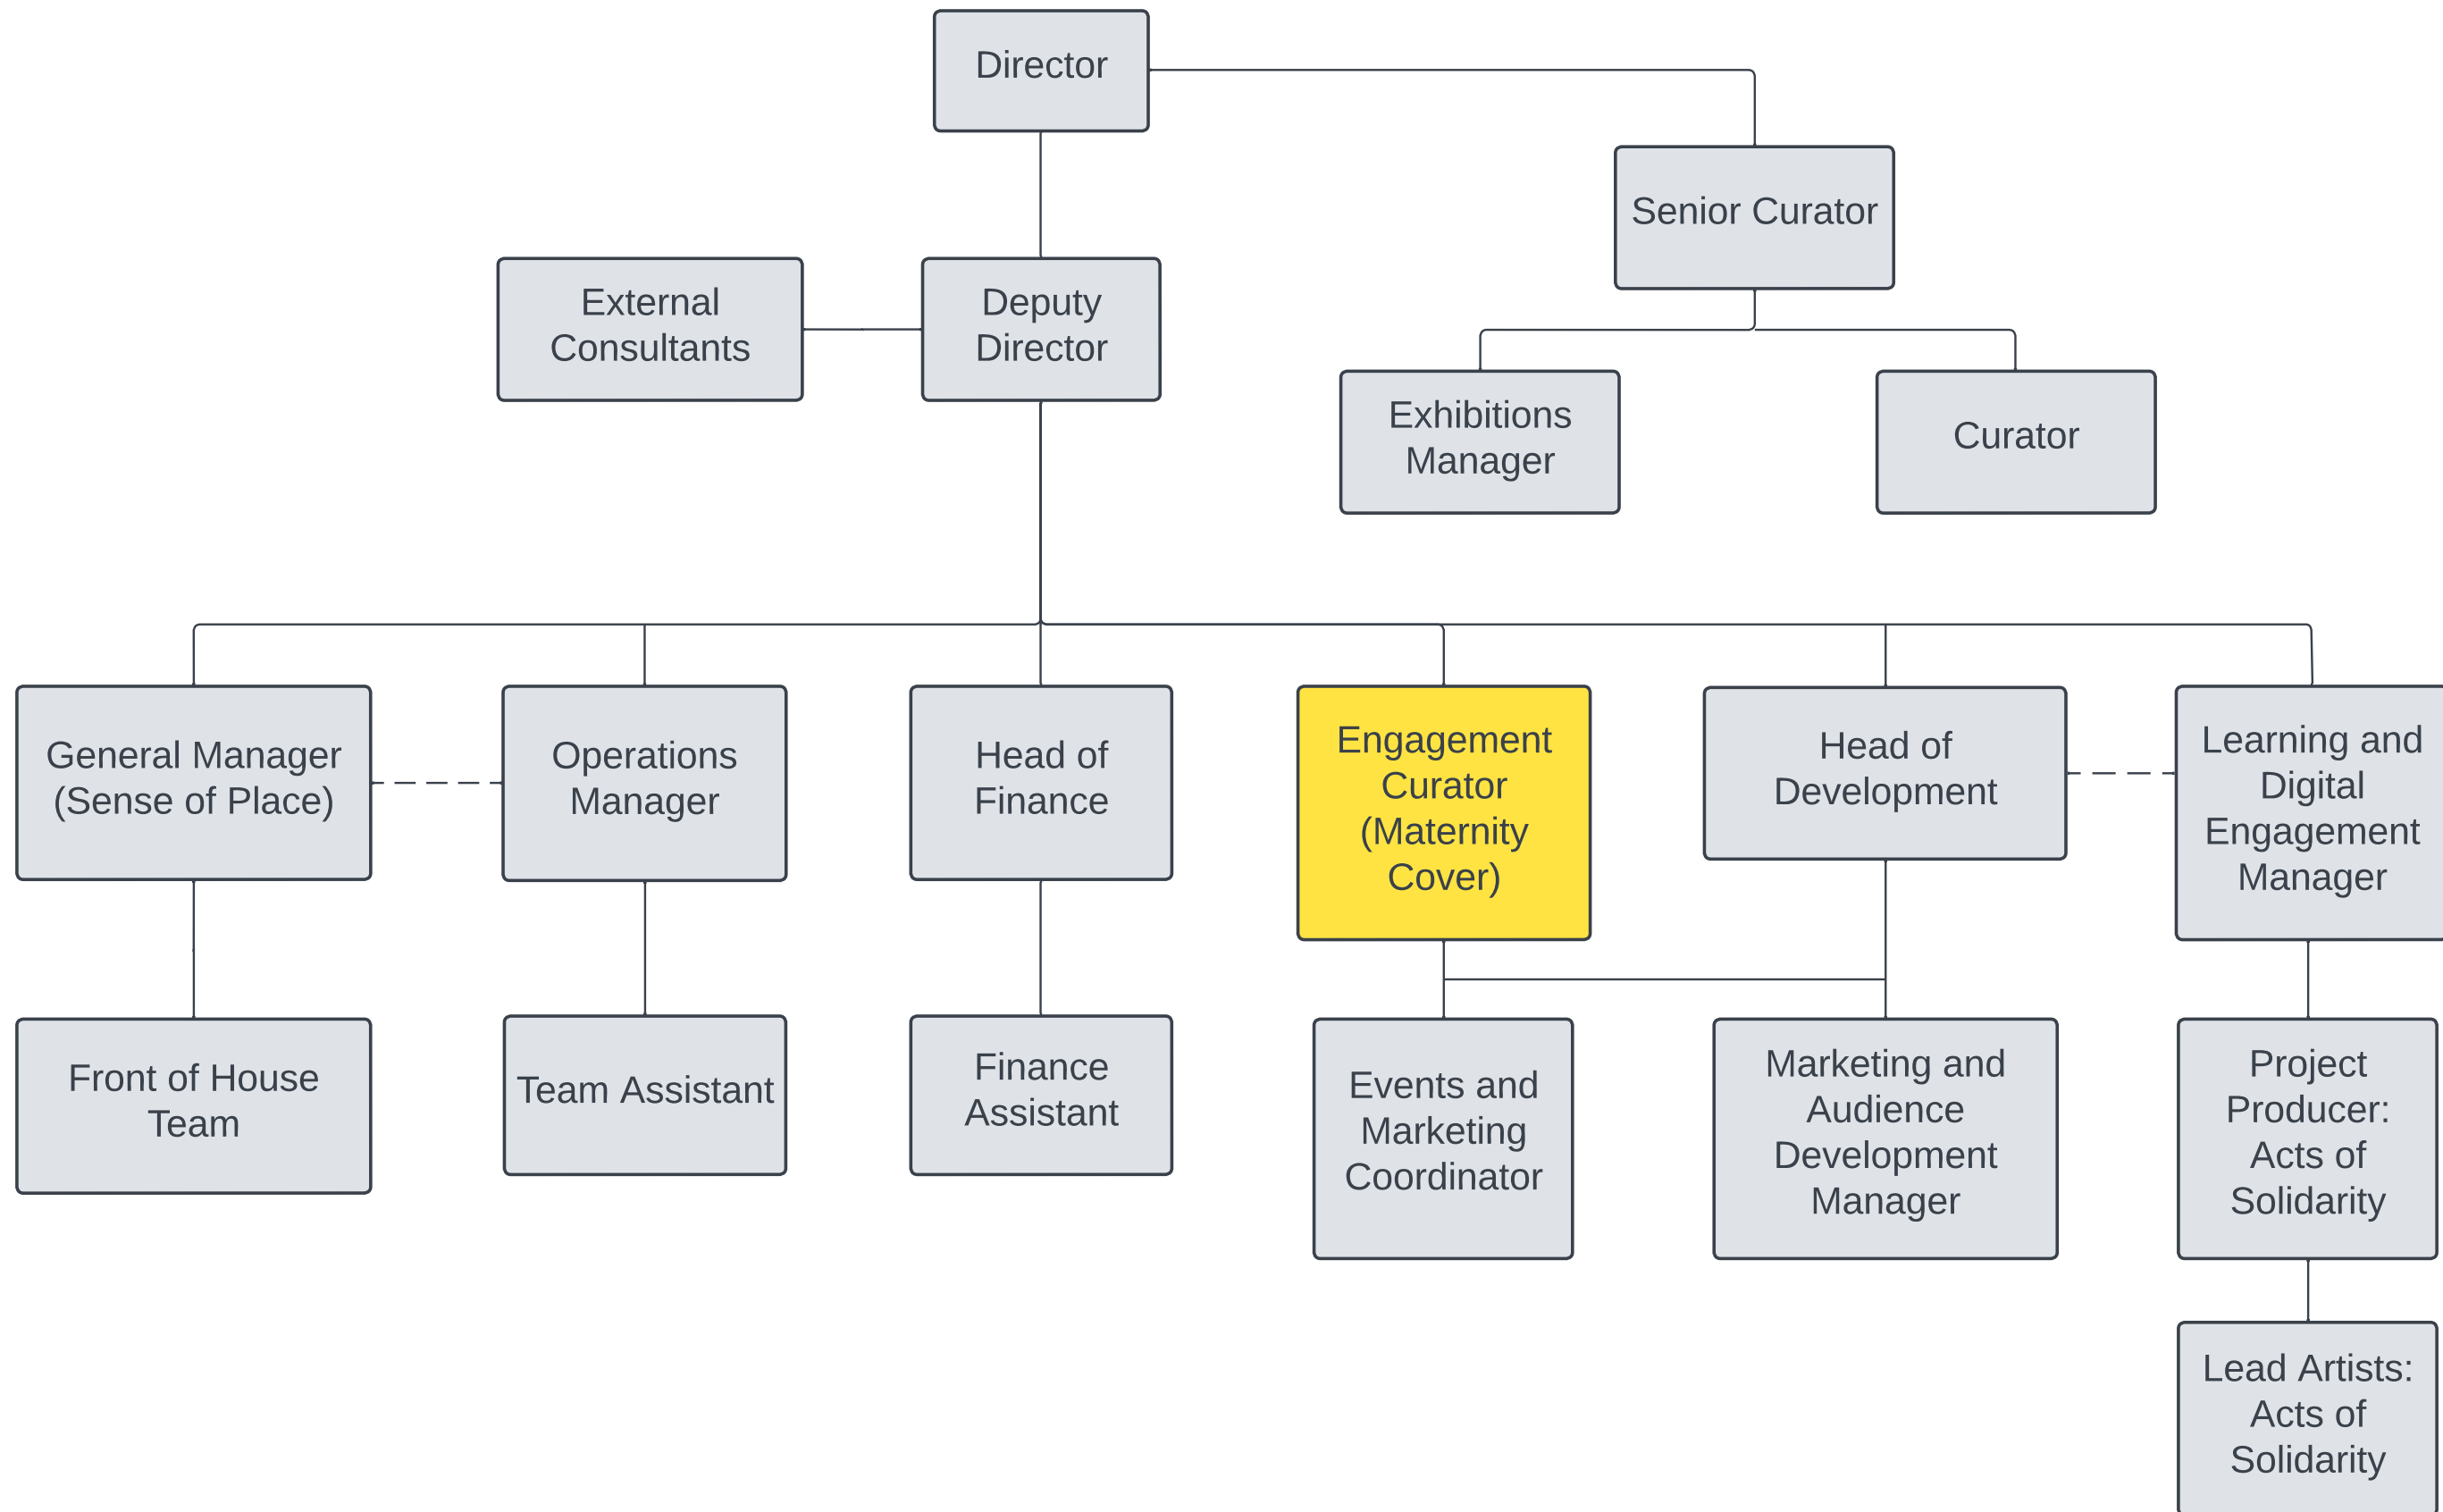 Director
Senior Curator
External
Consultants
Deputy
Director
Exhibitions
Manager
Curator
General Manager
(Sense of Place)
Operations
Manager
Head of
Finance
Engagement
Curator
(Maternity
Cover)
Head of
Development
Learning and
Digital
Engagement
Manager
Front of House
Team
Team Assistant
Finance
Assistant
Events and
Marketing
Coordinator
Marketing and
Audience
Development
Manager
Project
Producer:
Acts of
Solidarity
Lead Artists:
Acts of
Solidarity